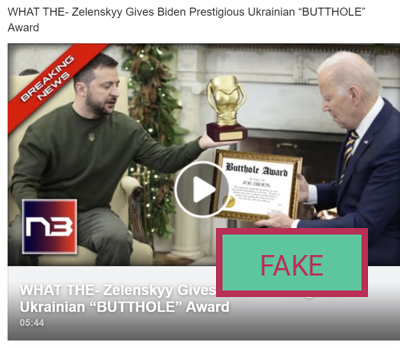 WHAT THE- Zelenskyy Gives Biden Prestigious Ukrainian “BUTTHOLE”
Award
BREAKING
NEWS
Butthole Award
JOE BIDEN
N3
FAKE
WHAT THE- Zelenskyy Gives
Ukrainian “BUTTHOLE” Award
05:44